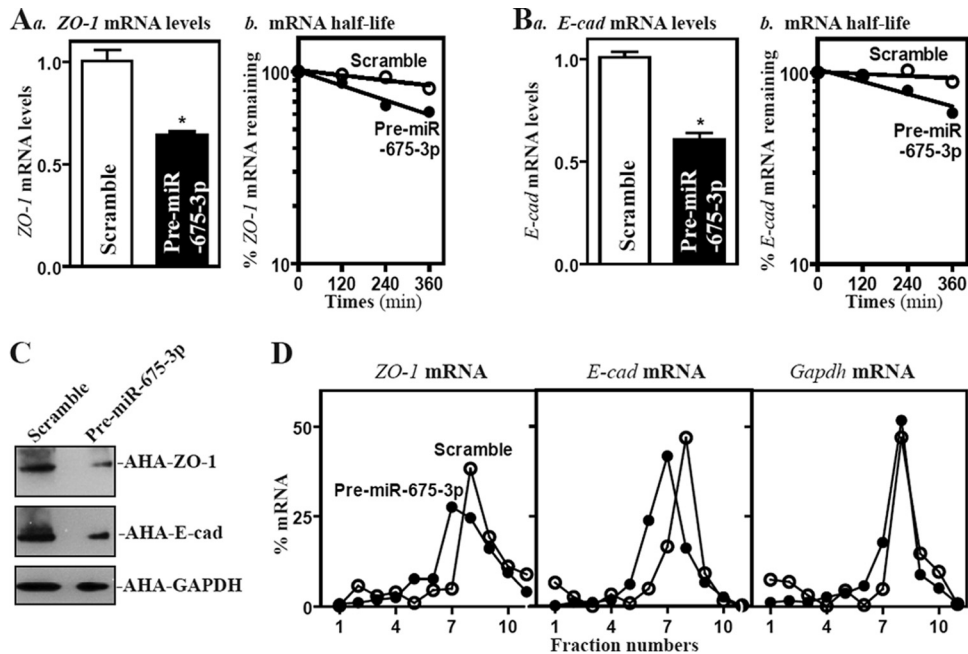 A a. ZO-1 mRNA levels
b. mRNA half-life
ZO-1 mRNA levels
1.0
0.5
0.0
Scramble
*
Pre-miR
-675-3p
% ZO-1 mRNA remaining
100
10
Scramble
Pre-miR
-675-3p
0 120 240 360
Times (min)
B a. E-cad mRNA levels
b. mRNA half-life
E-cad mRNA levels
1.0
0.5
0.0
Scramble
*
Pre-miR
-675-3p
% E-cad mRNA remaining
100
10
Scramble
Pre-miR
-675-3p
0 120 240 360
Times (min)
C
Scramble
Pre-miR-675-3p
-AHA-ZO-1
-AHA-E-cad
-AHA-GAPDH
D
ZO-1 mRNA
E-cad mRNA
Gapdh mRNA
% mRNA
50
25
0
Scramble
Pre-miR-675-3p
1 4 7 10
1 4 7 10
1 4 7 10
Fraction numbers